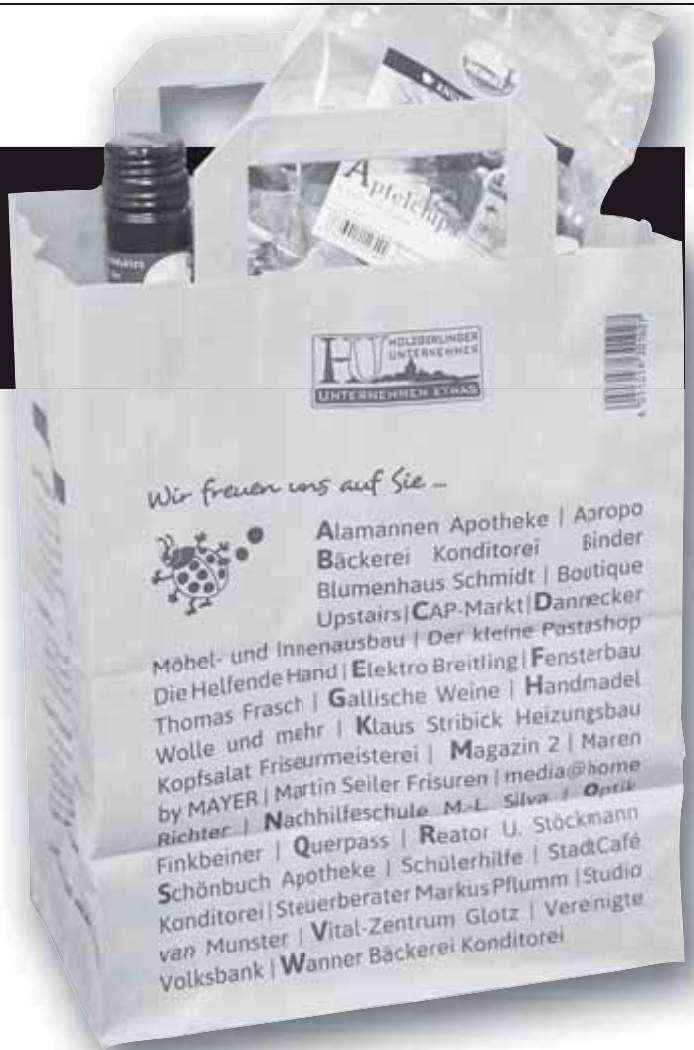 Apfelchips
HU HOLZGERLINGER
UNTERNEHMER
UNTERNEHMEN ETWAS
Wir freuen uns auf Sie ...
Alamannen Apotheke | Apropo
Bäckerei Konditorei Binder
Blumenhaus Schmidt | Boutique
Upstairs | CAP-Markt | Dannecker
Möbel- und Innenausbau | Der kleine Pastashop
Die Helfende Hand | Elektro Breitling | Fensterbau
Thomas Frasch | Gallische Weine | Handmadel
Wolle und mehr | Klaus Stribick Heizungsbau
Kopfsalat Friseurmeisterei | Magazin 2 | Maren
by MAYER | Martin Seiler Frisuren | media@home
Richter | Nachhilfeschule M.-L. Silva | Optik
Finkbeiner | Querpass | Reator U. Stöckmann
Schönbuch Apotheke | Schülerhilfe | StadtCafé
Konditorei | Steuerberater Markus Pflumm | Studio
van Munster | Vital-Zentrum Glotz | Vereinigte
Volksbank | Wanner Bäckerei Konditorei